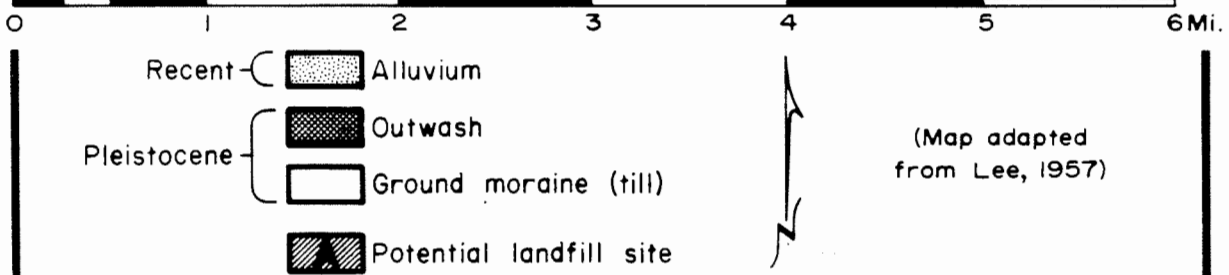 0 1 2 3 4 5 6 Mi.
Recent Alluvium
Outwash
Pleistocene
Ground moraine (till)
A Potential landfill site
N
(Map adapted
from Lee, 1957)